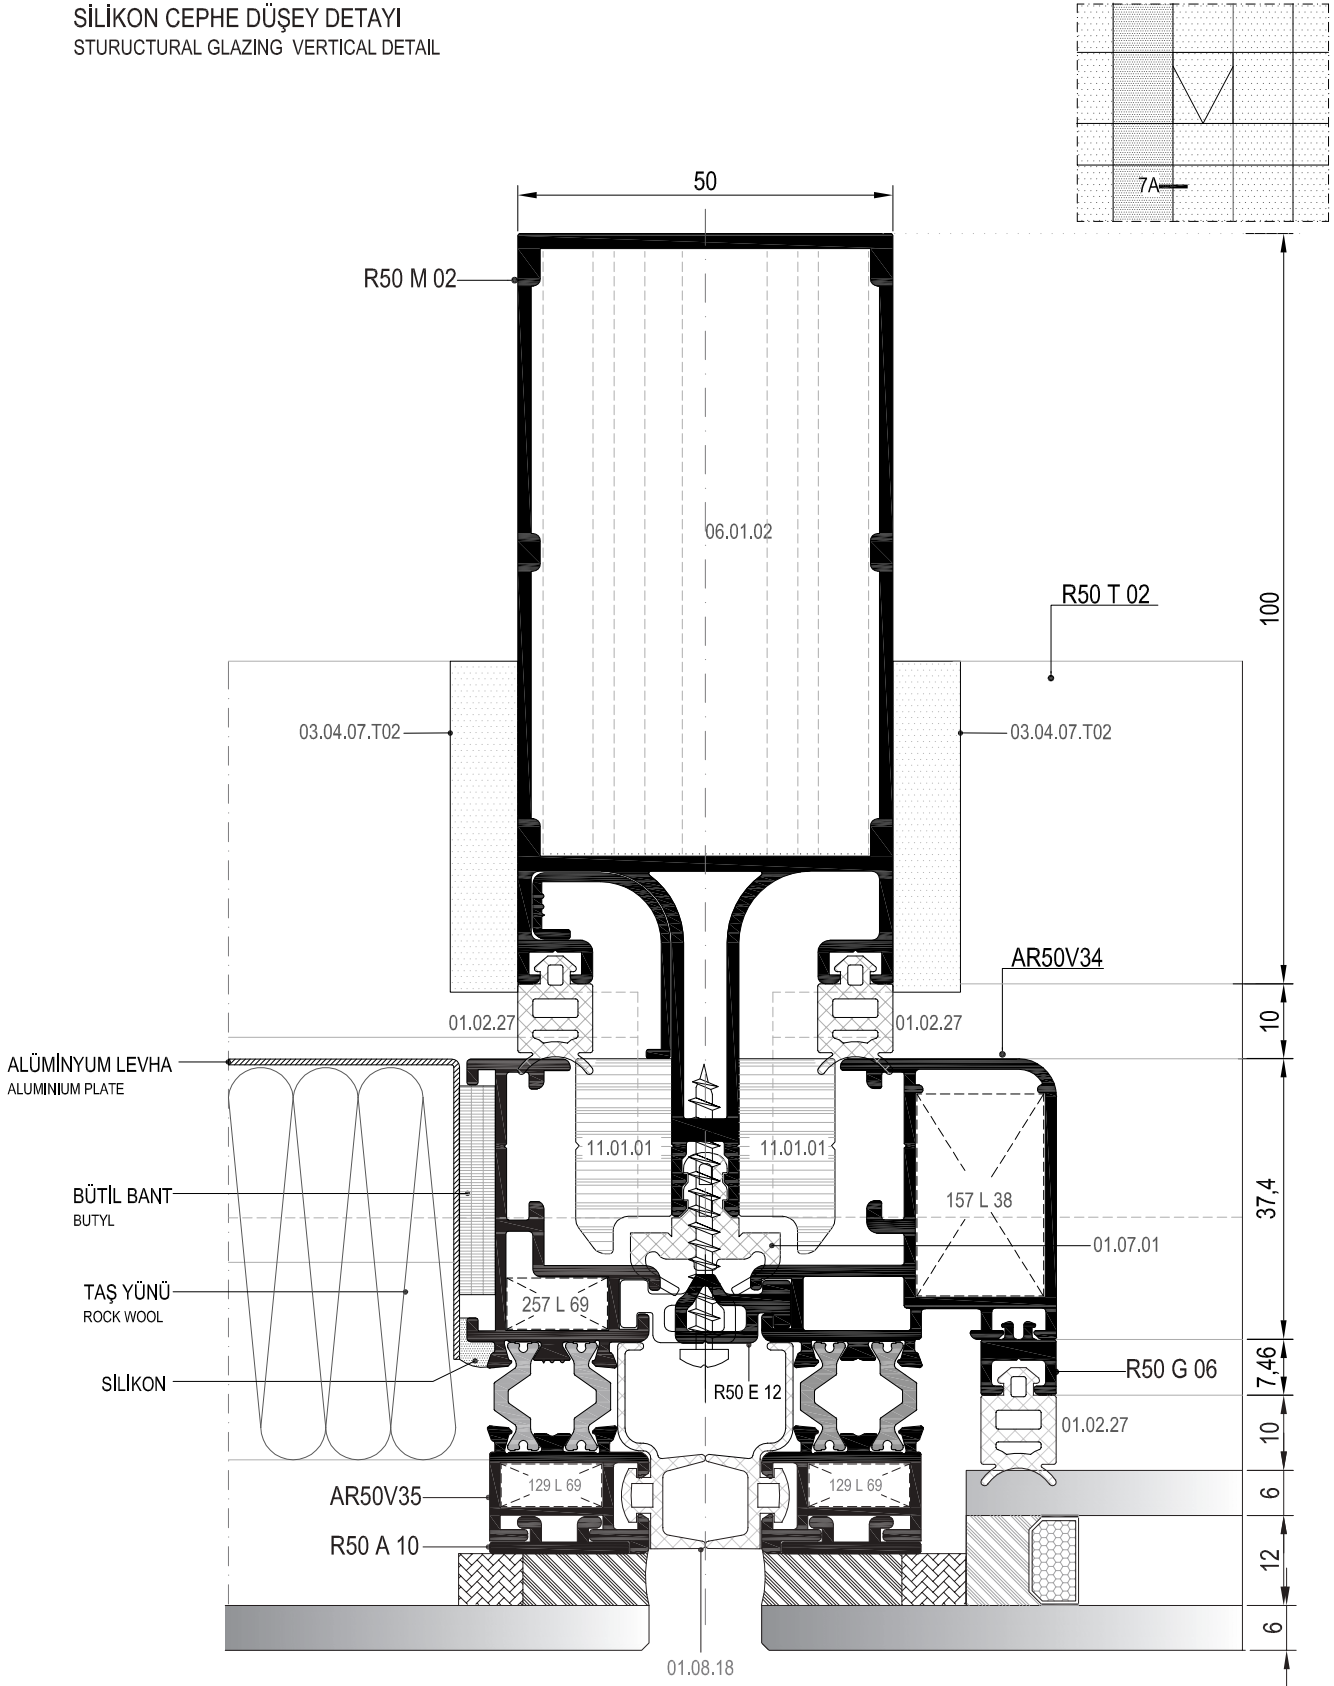 SİLİKON CEPHE DÜŞEY DETAYI
STURUCTURAL GLAZING VERTICAL DETAIL
7A
50
R50 M 02
06.01.02
R50 T 02
100
03.04.07.T02
03.04.07.T02
AR50V34
01.02.27
01.02.27
10
ALÜMİNYUM LEVHA
ALUMINIUM PLATE
11.01.01
11.01.01
BÜTİL BANT
BUTYL
157 L 38
37,4
01.07.01
TAŞ YÜNÜ
ROCK WOOL
257 L 69
SİLİKON
R50 E 12
R50 G 06
7,46
01.02.27
10
129 L 69
129 L 69
AR50V35
6
R50 A 10
12
6
01.08.18